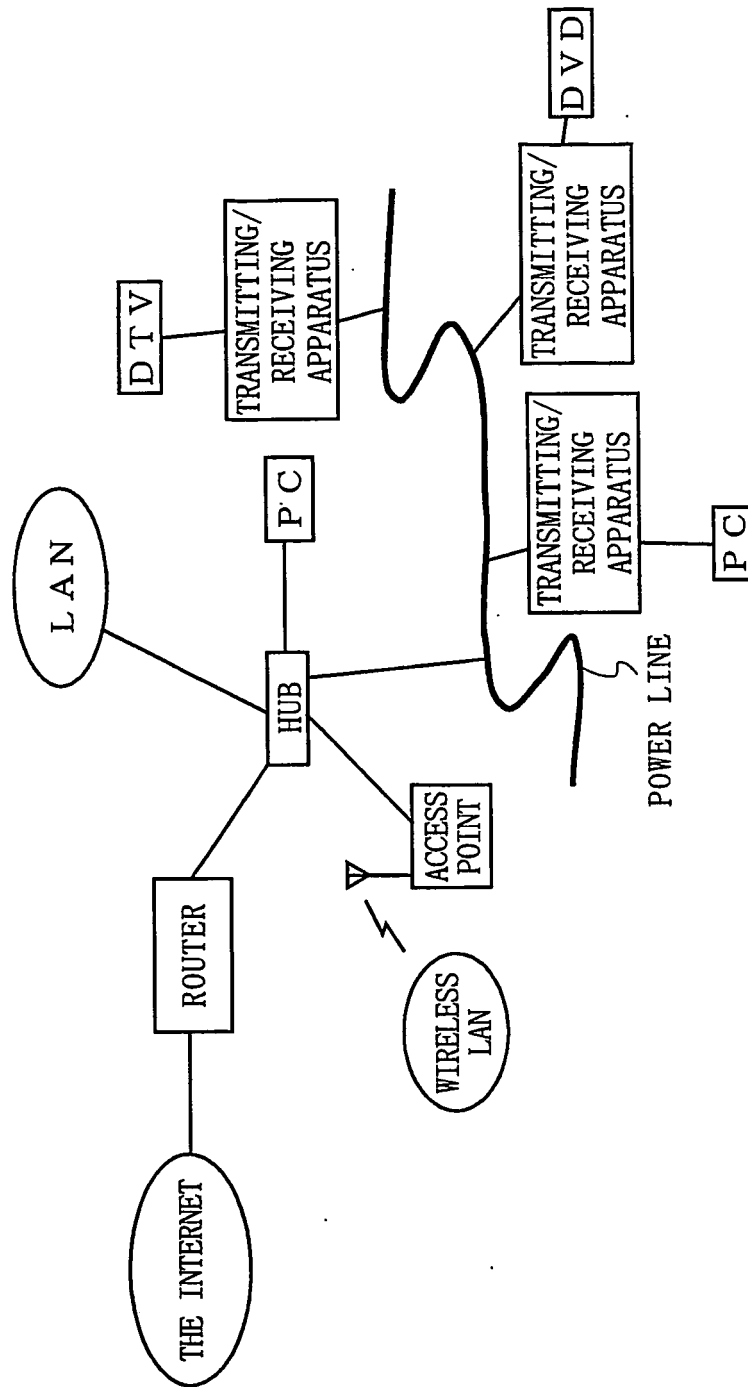 THE INTERNET
ROUTER
LAN
HUB
PC
WIRELESS
LAN
ACCESS
POINT
DTV
TRANSMITTING/
RECEIVING
APPARATUS
POWER LINE
TRANSMITTING/
RECEIVING
APPARATUS
PC
TRANSMITTING/
RECEIVING
APPARATUS
DVD